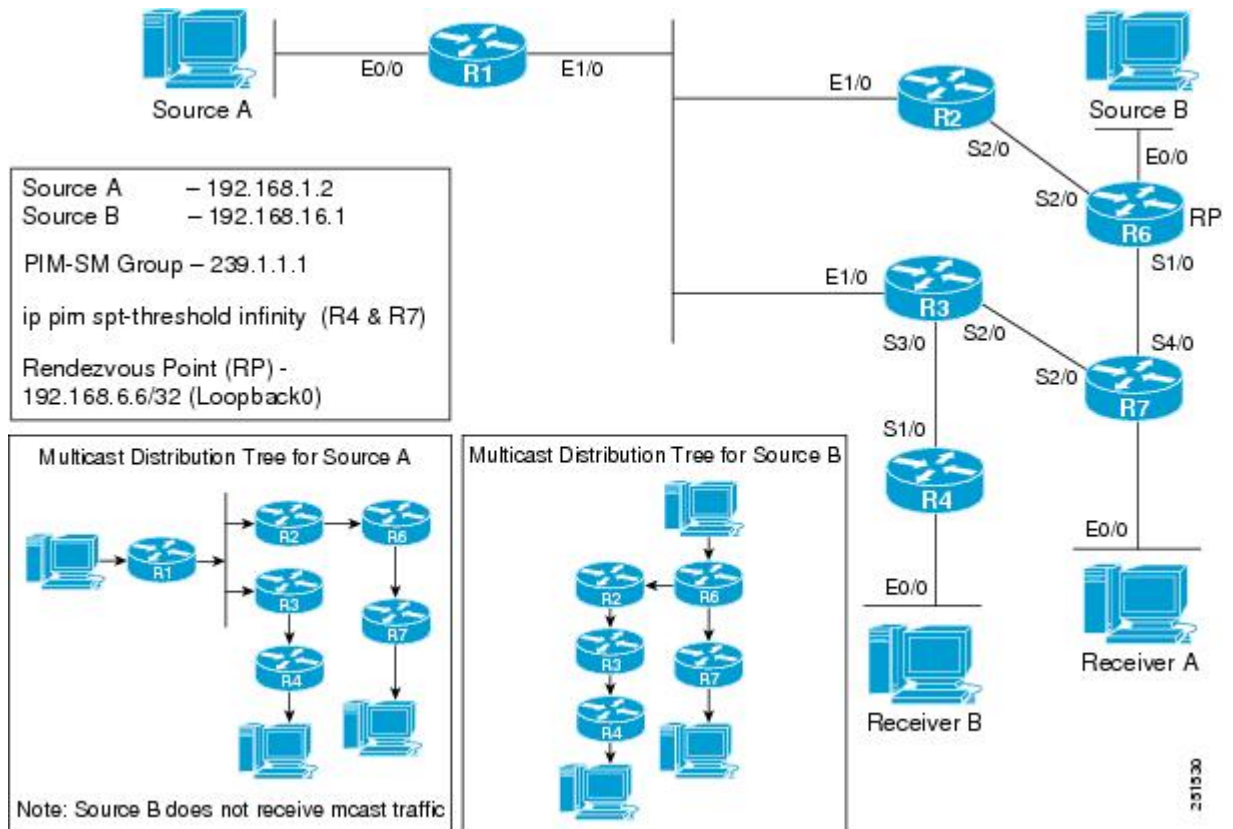 Source A
E0/0
R1
E1/0
E1/0
R2
S2/0
Source B
E0/0
S2/0
R6
RP
S1/0
Source A – 192.168.1.2
Source B – 192.168.16.1
PIM-SM Group – 239.1.1.1
ip pim spt-threshold infinity (R4 & R7)
Rendezvous Point (RP) -
192.168.6.6/32 (Loopback0)
E1/0
R3
S3/0
S2/0
S4/0
S2/0
R7
S1/0
R4
E0/0
E0/0
Receiver B
Receiver A
Multicast Distribution Tree for Source A
R1
R2
R6
R3
R7
R4
Note: Source B does not receive mcast traffic
Multicast Distribution Tree for Source B
R2
R6
R3
R7
R4
251530